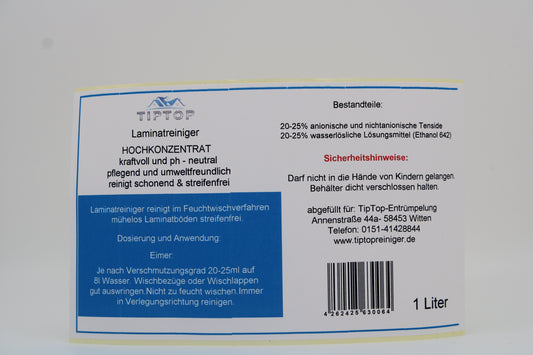 TIPTOP
Laminatreiniger
HOCHKONZENTRAT
kraftvoll und ph - neutral
pflegend und umweltfreundlich
reinigt schonend & streifenfrei
Laminatreiniger reinigt im Feuchtwischverfahren
mühelos Laminatböden streifenfrei.
Dosierung und Anwendung:
Eimer:
Je nach Verschmutzungsgrad 20-25ml auf
8l Wasser. Wischbezüge oder Wischlappen
gut auswringen.Nicht zu feucht wischen.Immer
in Verlegungsrichtung reinigen.
Bestandteile:
20-25% anionische und nichtanionische Tenside
20-25% wasserlösliche Lösungsmittel (Ethanol 642)
Sicherheitshinweise:
Darf nicht in die Hände von Kindern gelangen.
Behälter dicht verschlossen halten.
abgefüllt für: TipTop-Entrümpelung
Annenstraße 44a- 58453 Witten
Telefon: 0151-41428844
www.tiptopreiniger.de
4 262425 630064
1 Liter